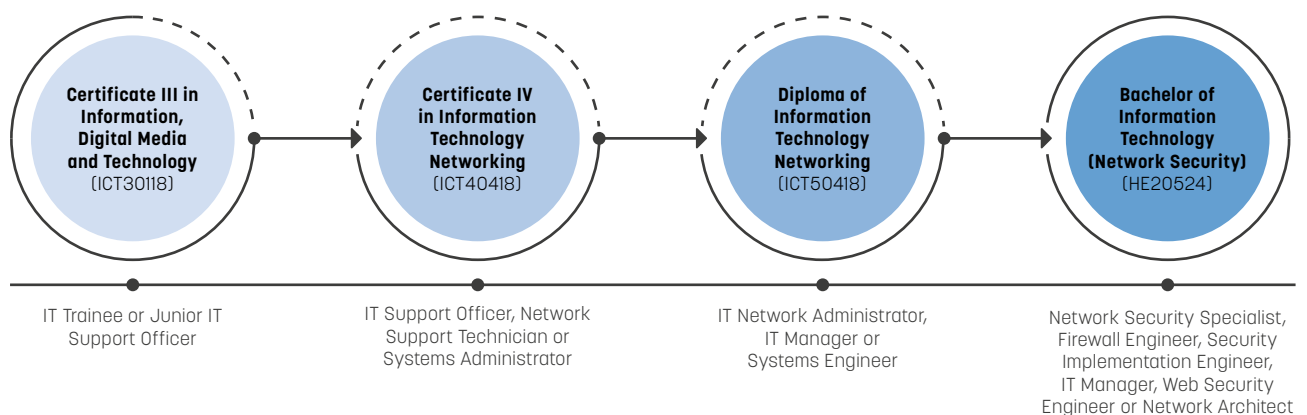 Certificate III in
Information,
Digital Media
and Technology
(ICT30118)
Certificate IV
in Information
Technology
Networking
(ICT40418)
Diploma of
Information
Technology
Networking
(ICT50418)
Bachelor of
Information
Technology
(Network Security)
(HE20524)
IT Trainee or Junior IT
Support Officer
IT Support Officer, Network
Support Technician or
Systems Administrator
IT Network Administrator,
IT Manager or
Systems Engineer
Network Security Specialist,
Firewall Engineer, Security
Implementation Engineer,
IT Manager, Web Security
Engineer or Network Architect